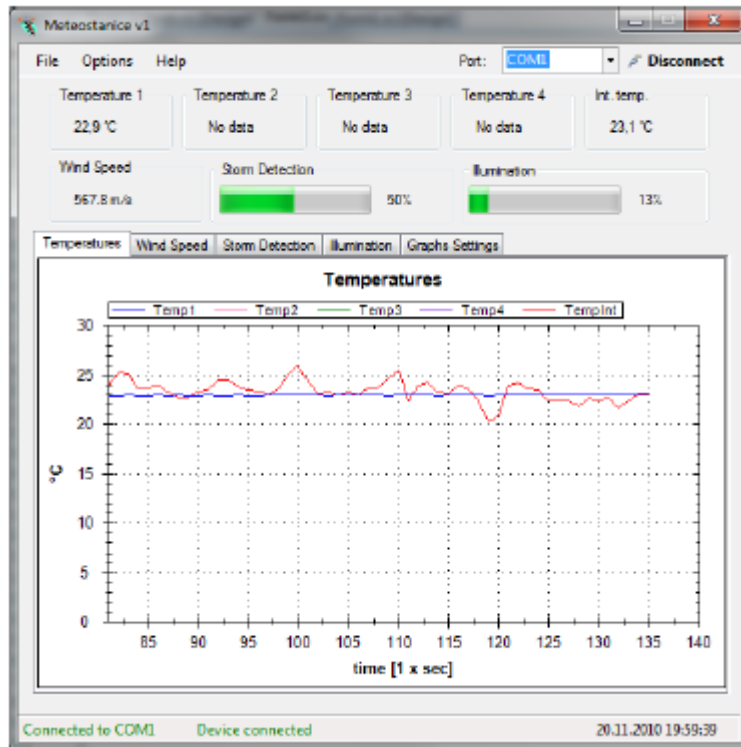 Meteostance v1
File Options Help Port: COM1 Disconnect
Temperature 1 Temperature 2 Temperature 3 Temperature 4 Int. temp.
22,9 °C No data No data No data 23,1 °C
Wind Speed Storm Detection Illumination
567.8 m/s 50% 13%
Temperatures Wind Speed Storm Detection Illumination Graphs Settings
Temperatures
Temp1 Temp2 Temp3 Temp4 TempInt
30
25
20
15
10
5
0
°C
85 90 95 100 105 110 115 120 125 130 135 140
time [1 x sec]
Connected to COM1 Device connected 20.11.2010 19:59:39